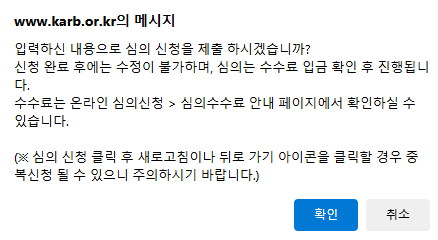 www.karb.or.kr의 메시지
입력하신 내용으로 심의 신청을 제출 하시겠습니까?
신청 완료 후에는 수정이 불가하며, 심의는 수수료 입금 확인 후 진행됩니
다.
수수료는 온라인 심의신청 > 심의수수료 안내 페이지에서 확인하실 수
있습니다.
(※ 심의 신청 클릭 후 새로고침이나 뒤로 가기 아이콘을 클릭할 경우 중
복신청 될 수 있으니 주의하시기 바랍니다.)
확인 취소